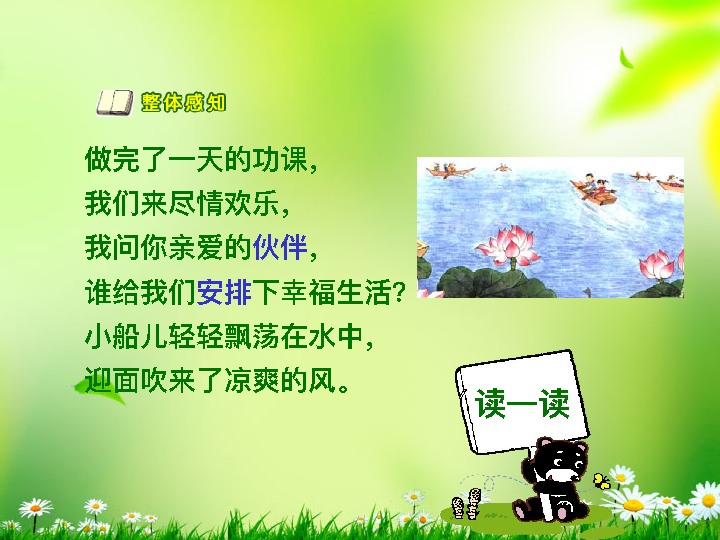 整体感知
做完了一天的功课，
我们来尽情欢乐，
我问你亲爱的伙伴，
谁给我们安排下幸福生活？
小船儿轻轻飘荡在水中，
迎面吹来了凉爽的风。
读一读